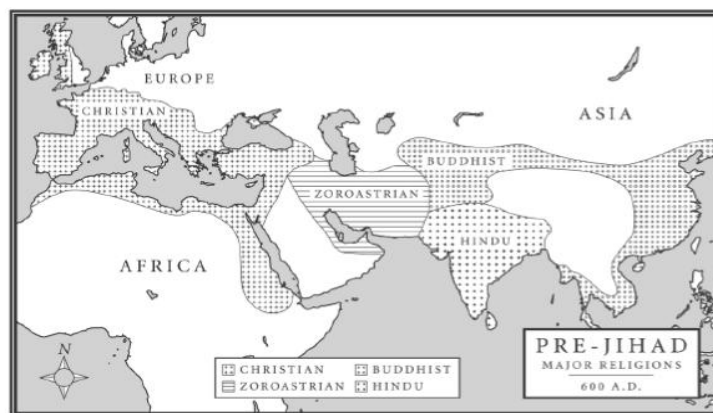 EUROPE
ASIA
CHRISTIAN
BUDDHIST
ZOROASTRIAN
HINDU
AFRICA
N
CHRISTIAN BUDDHIST
ZOROASTRIAN HINDU
PRE-JIHAD
MAJOR RELIGIONS
600 A.D.